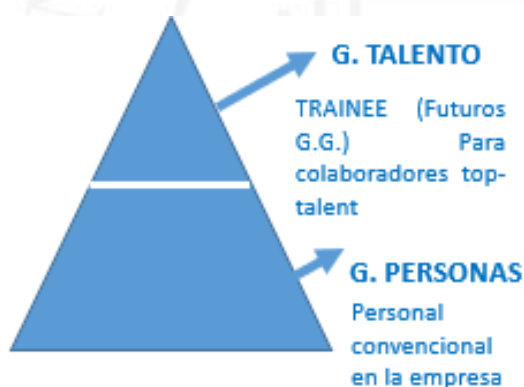 G. TALENTO
TRAINEE (Futuros
G.G.) Para
colaboradores top-
talent
G. PERSONAS
Personal
convencional
en la empresa